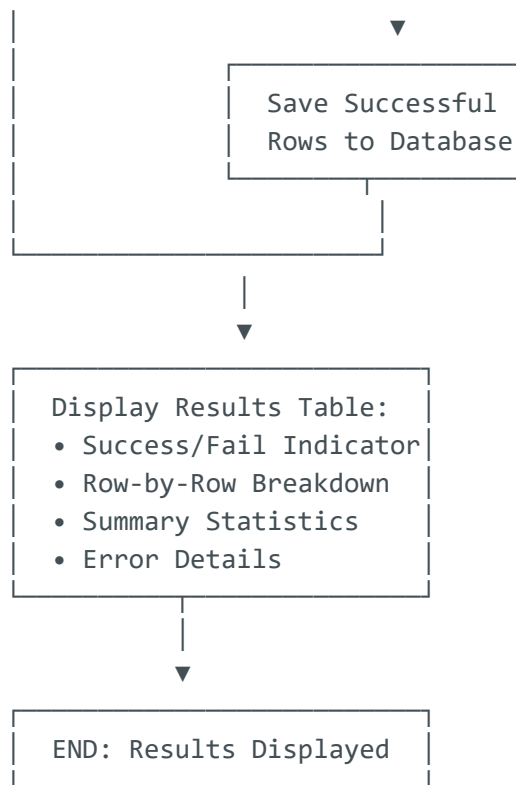 Save Successful
Rows to Database
Display Results Table:
• Success/Fail Indicator
• Row-by-Row Breakdown
• Summary Statistics
• Error Details
END: Results Displayed